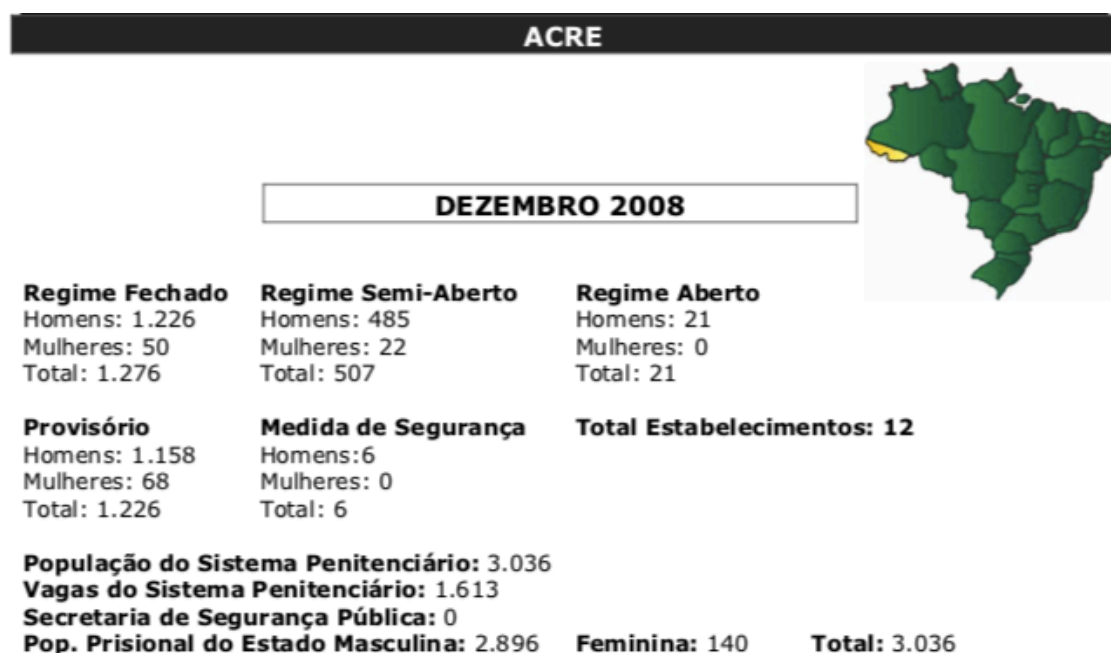 ACRE
DEZEMBRO 2008
Regime Fechado Regime Semi-Aberto Regime Aberto
Homens: 1.226 Homens: 485 Homens: 21
Mulheres: 50 Mulheres: 22 Mulheres: 0
Total: 1.276 Total: 507 Total: 21
Provisório Medida de Segurança Total Estabelecimentos: 12
Homens: 1.158 Homens:6
Mulheres: 68 Mulheres: 0
Total: 1.226 Total: 6
População do Sistema Penitenciário: 3.036
Vagas do Sistema Penitenciário: 1.613
Secretaria de Segurança Pública: 0
Pop. Prisional do Estado Masculina: 2.896 Feminina: 140 Total: 3.036